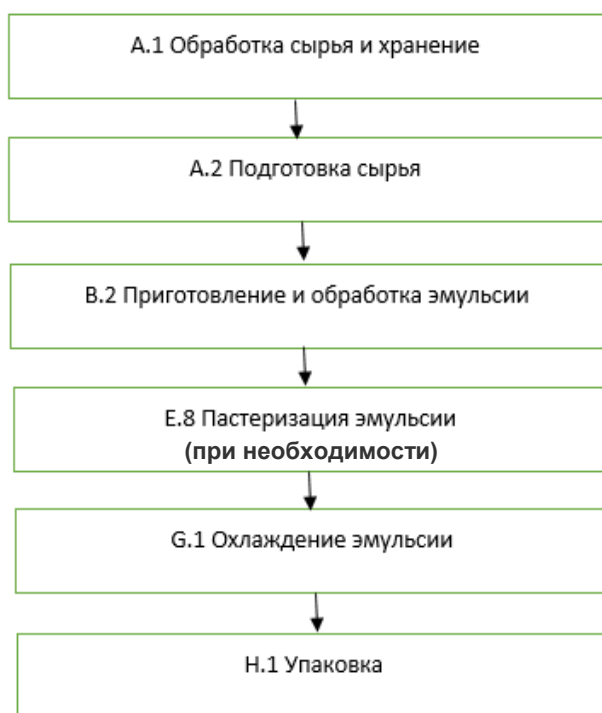 А.1 Обработка сырья и хранение
А.2 Подготовка сырья
В.2 Приготовление и обработка эмульсии
Е.8 Пастеризация эмульсии
(при необходимости)
G.1 Охлаждение эмульсии
Н.1 Упаковка